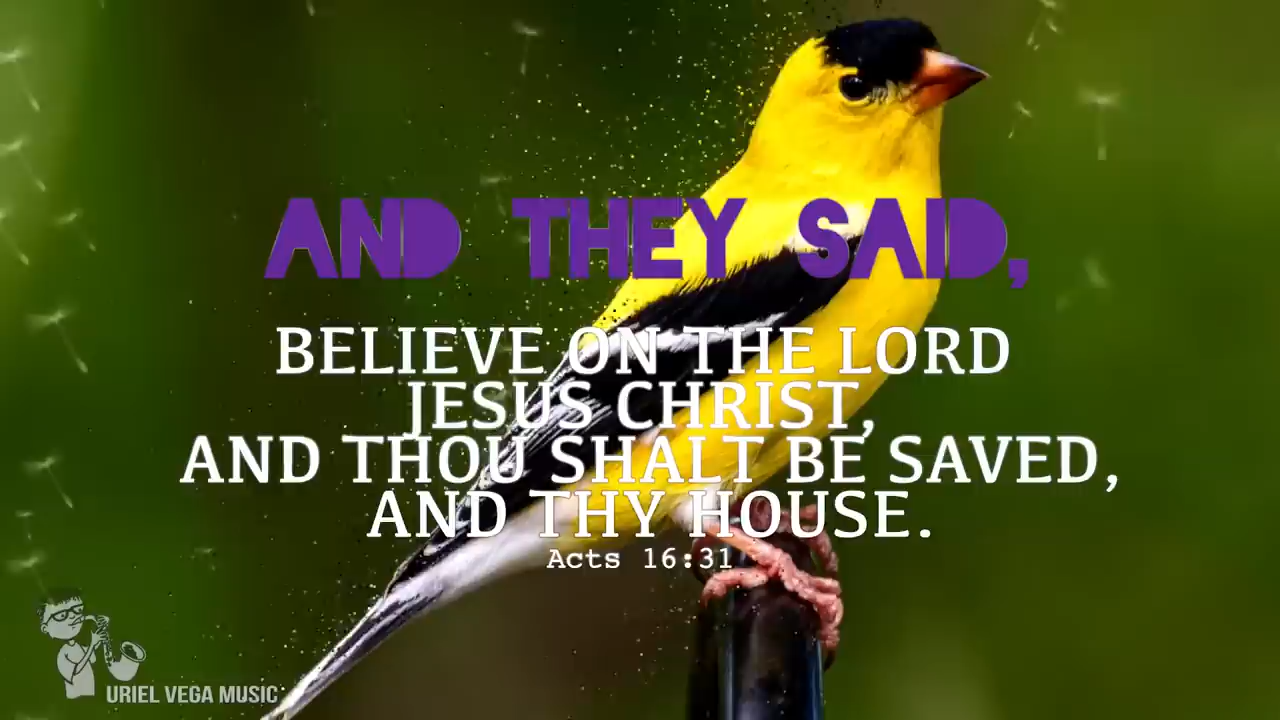 AND THEY SAID,
BELIEVE ON THE LORD
JESUS CHRIST,
AND THOU SHALT BE SAVED,
AND THY HOUSE.
Acts 16:31
URIEL VEGA MUSIC